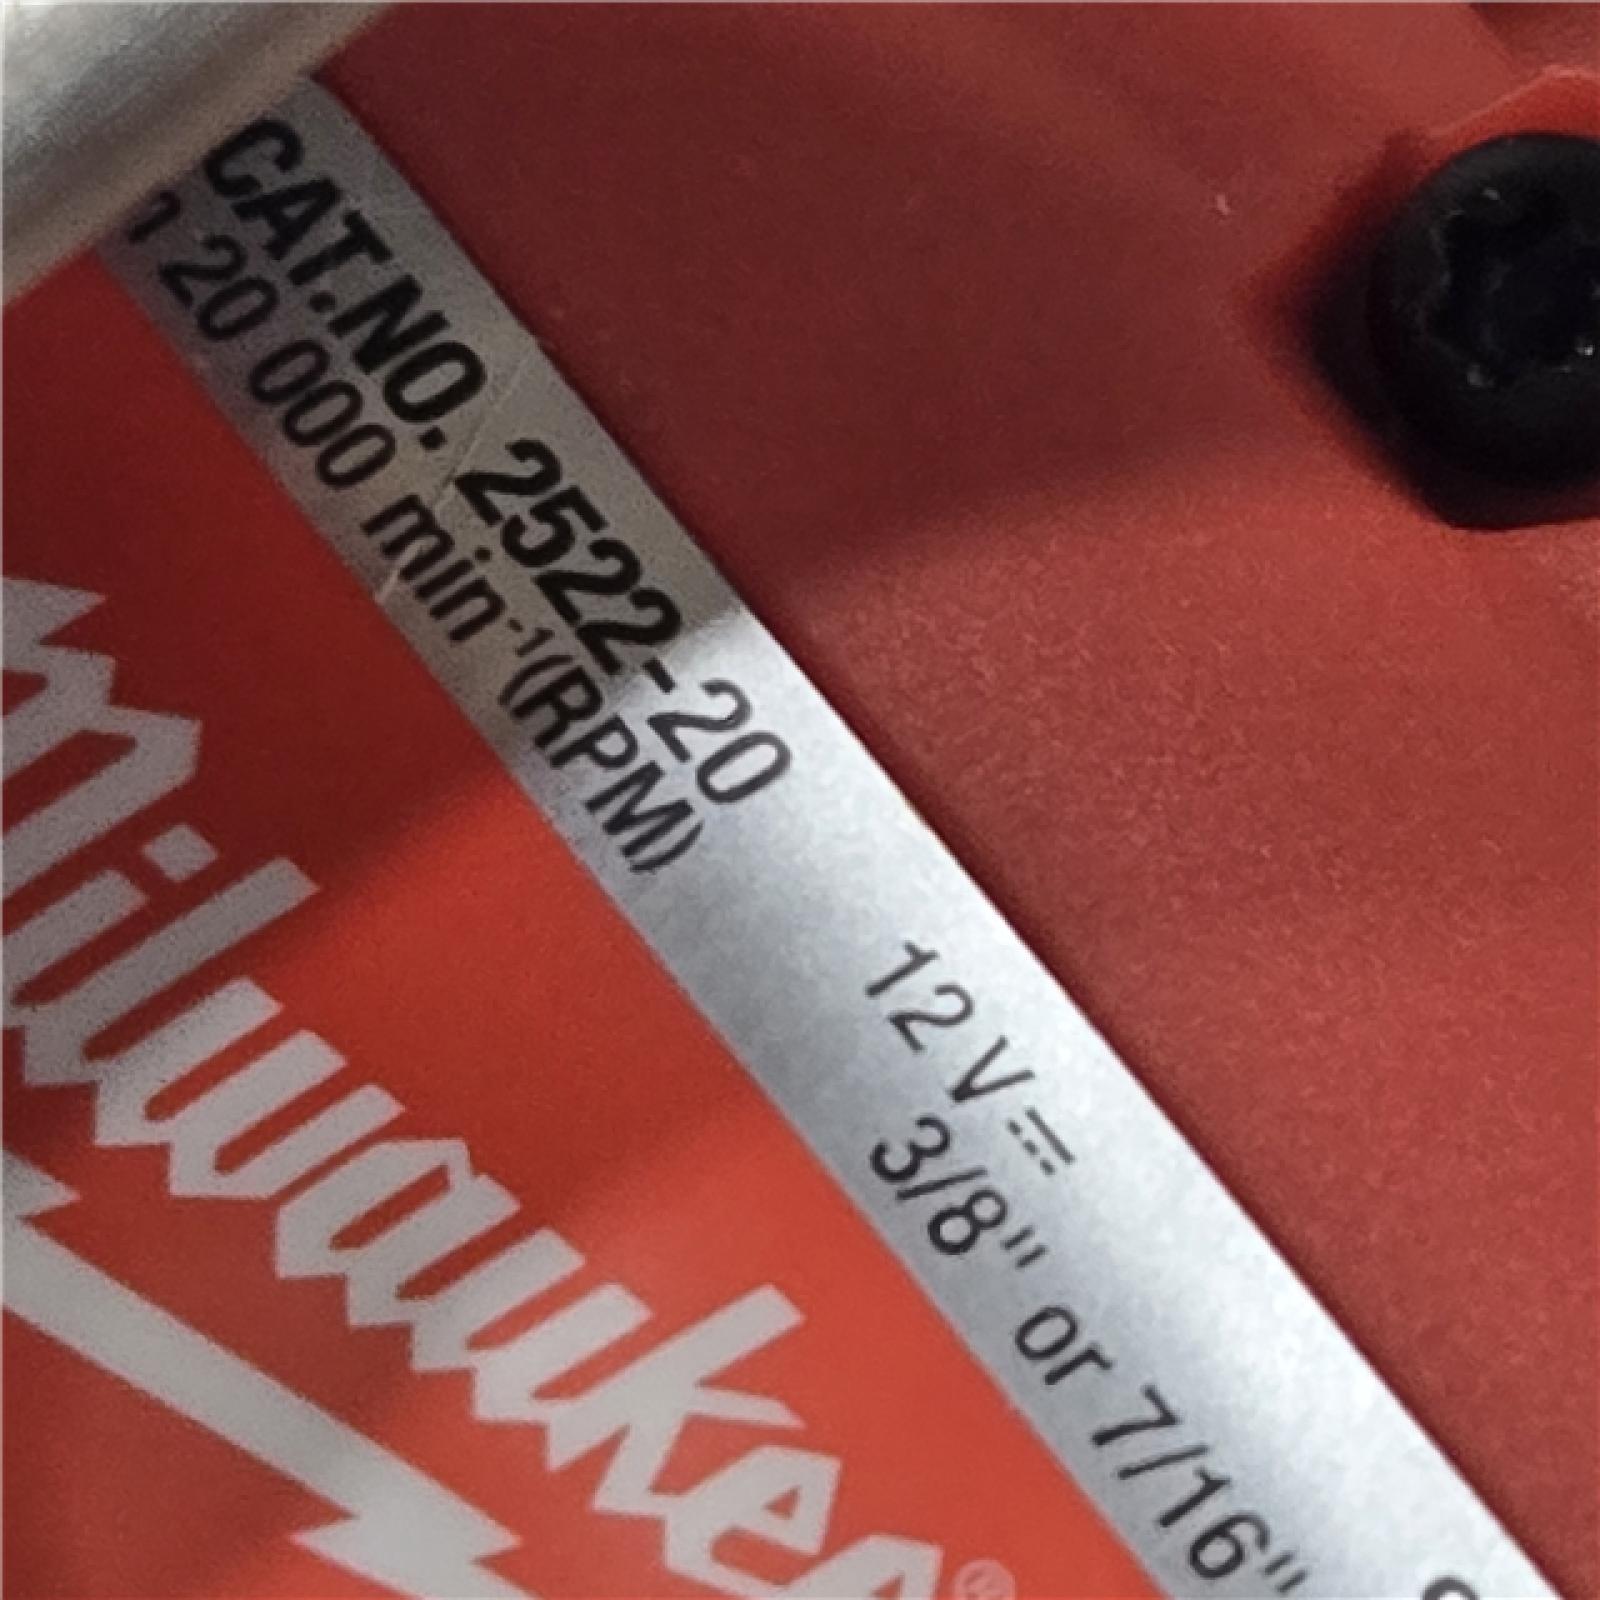 CAT.NO. 2522-20
20 000 min⁻¹(RPM)
12 V⎓
3/8" or 7/16"
Milwaukee